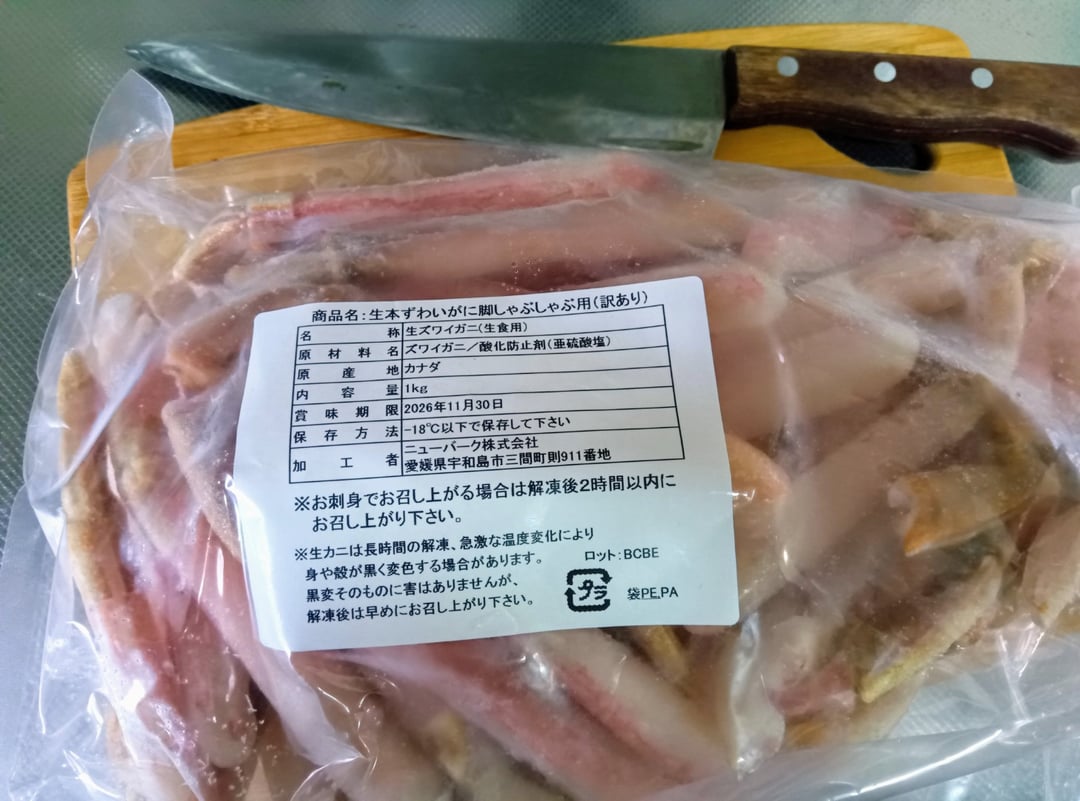 商品名:生本ずわいがに脚しゃぶしゃぶ用(訳あり)
名称 生ズワイガニ(生食用)
原材料名 ズワイガニ/酸化防止剤(亜硫酸塩)
原産地 カナダ
内容量 1kg
賞味期限 2026年11月30日
保存方法 -18℃以下で保存して下さい
加工者 ニューバーク株式会社
愛媛県宇和島市三間町則911番地
※お刺身でお召し上がる場合は解凍後2時間以内に
お召し上がり下さい。
※生カニは長時間の解凍、急激な温度変化により
身や殻が黒く変色する場合があります。
黒変そのものに害はありませんが、
解凍後は早めにお召し上がり下さい。
ロット:BCBE
プラ 袋PE,PA